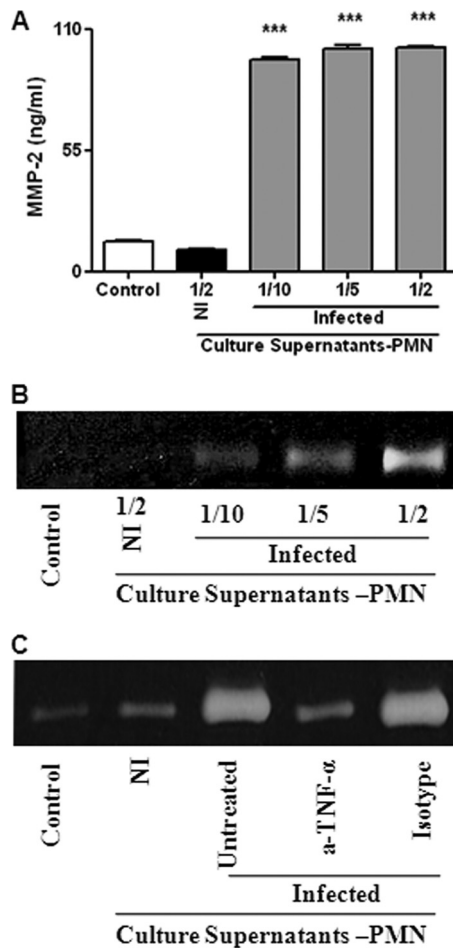 A
MMP-2 (ng/ml)
110
55
0
*** *** ***
Control 1/2 1/10 1/5 1/2
NI
Infected
Culture Supernatants-PMN
B
Control
1/2 1/10 1/5 1/2
NI
Infected
Culture Supernatants –PMN
C
Control
NI
Untreated
a-TNF-α
Isotype
Infected
Culture Supernatants –PMN